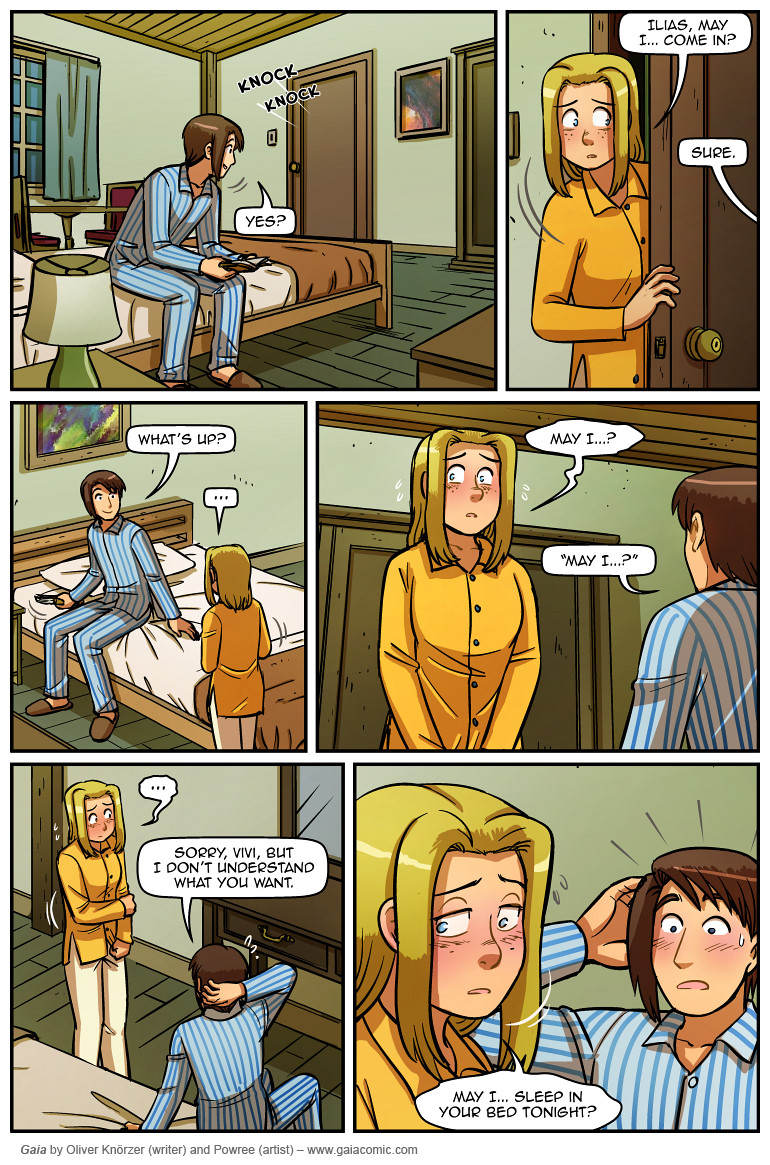 KNOCK
KNOCK
YES?
ILIAS, MAY
I... COME IN?
SURE.
WHAT'S UP?
...
MAY I...?
"MAY I...?"
...
SORRY, VIVI, BUT
I DON'T UNDERSTAND
WHAT YOU WANT.
MAY I... SLEEP IN
YOUR BED TONIGHT?
Gaia by Oliver Knörzer (writer) and Powree (artist) – www.gaiacomic.com